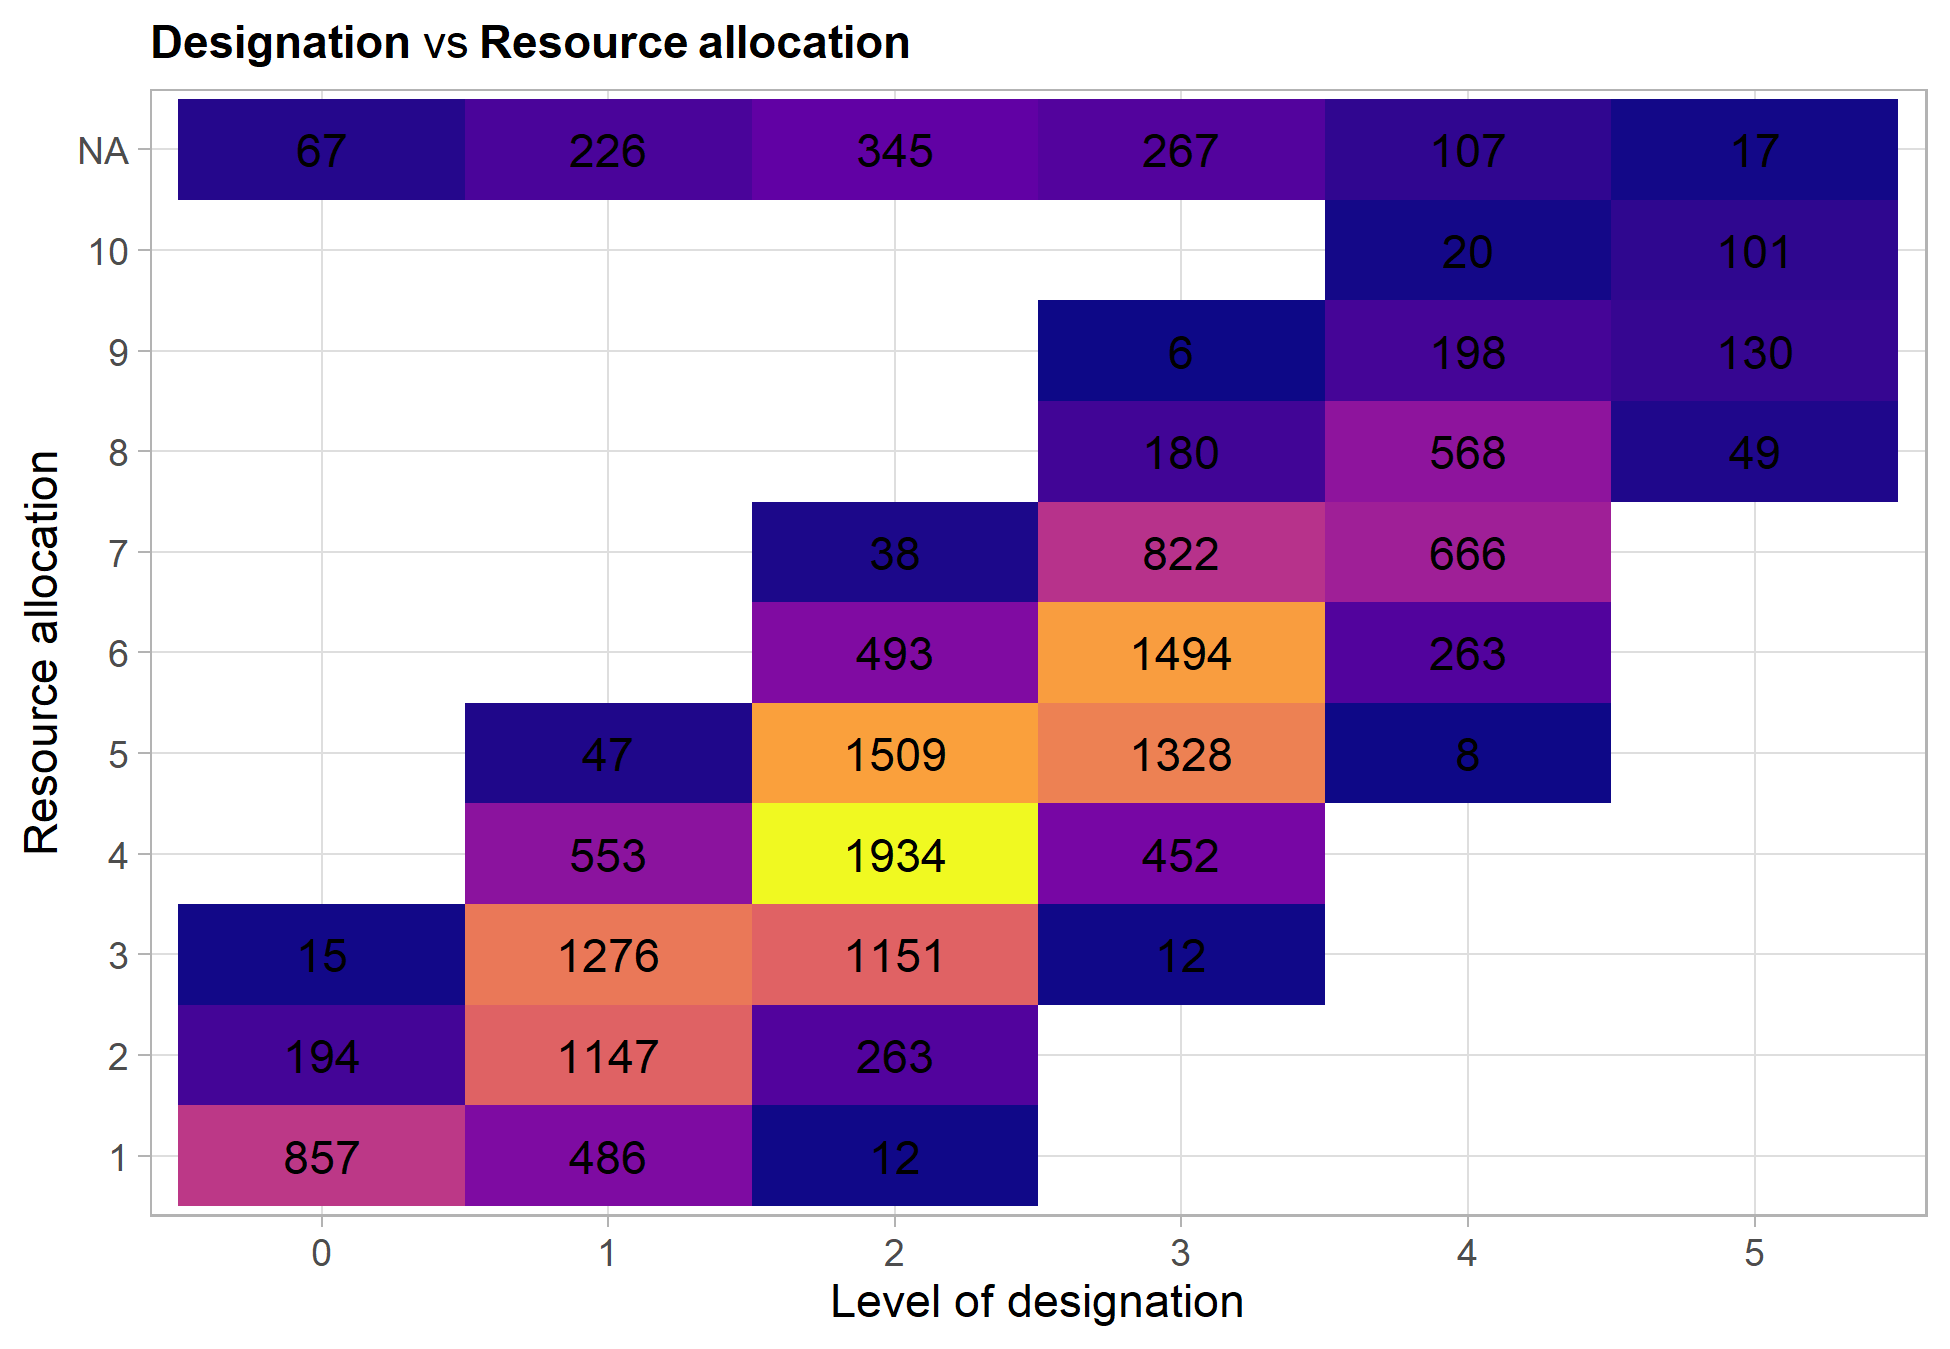 Designation vs Resource allocation
NA 67 226 345 267 107 17
10 20 101
9 6 198 130
8 180 568 49
7 38 822 666
6 493 1494 263
5 47 1509 1328 8
4 553 1934 452
3 15 1276 1151 12
2 194 1147 263
1 857 486 12
0 1 2 3 4 5
Level of designation
Resource allocation